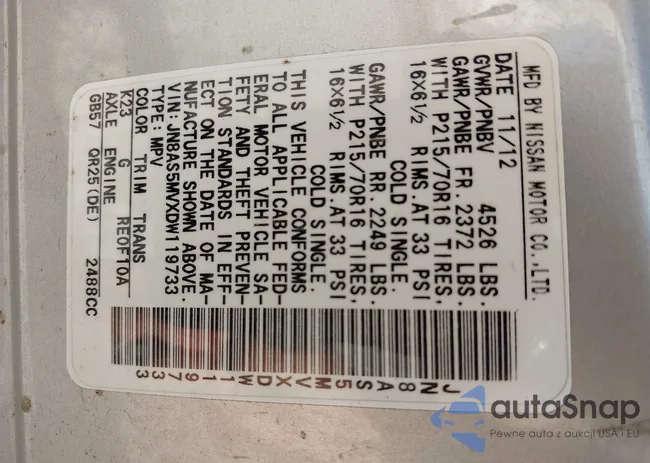 MFD BY NISSAN MOTOR CO.,LTD.
DATE 11/12
GVWR/PNBV 4526 LBS.
GAWR/PNBE FR. 2372 LBS.
WITH P215/70R16 TIRES,
16X6½ RIMS.AT 33 PSI
COLD SINGLE.
GAWR/PNBE RR. 2249 LBS.
WITH P215/70R16 TIRES,
16X6½ RIMS.AT 33 PSI
COLD SINGLE.
THIS VEHICLE CONFORMS
TO ALL APPLICABLE FED-
ERAL MOTOR VEHICLE SA-
FETY AND THEFT PREVEN-
TION STANDARDS IN EFF-
ECT ON THE DATE OF MA-
NUFACTURE SHOWN ABOVE.
VIN: JN8AS5MVXDW119733
TYPE: MPV
COLOR TRIM TRANS
K23 G RE0F10A
AXLE ENGINE
GB57 QR25(DE) 2488CC
JN8AS5MVXDW119733
autaSnap
Pewne auta z aukcji USA i EU